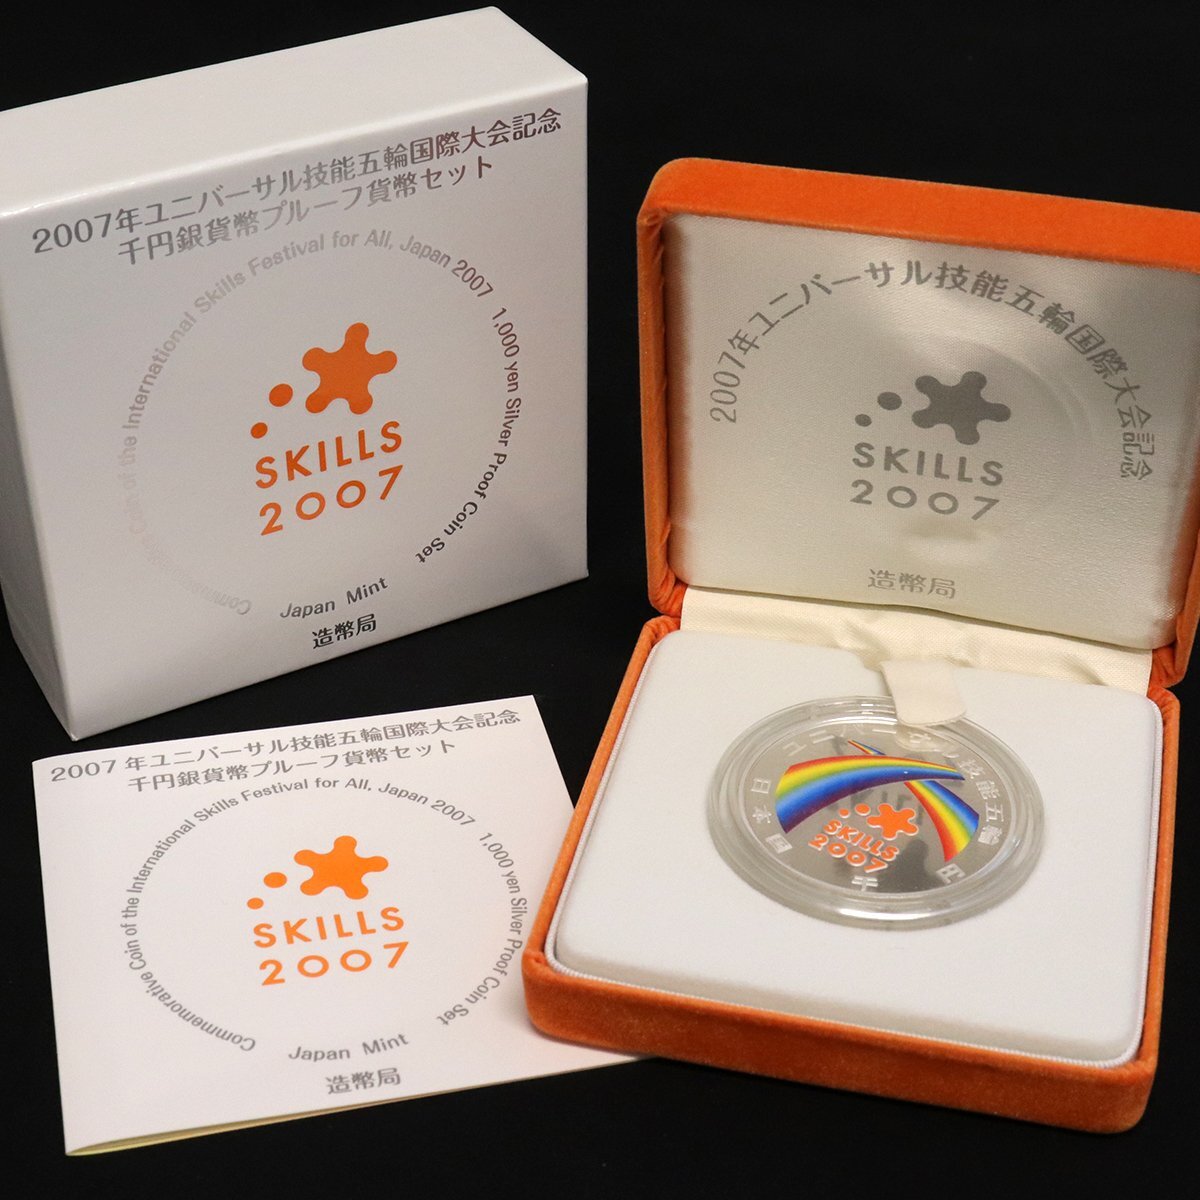 2007年ユニバーサル技能五輪国際大会記念
千円銀貨幣プルーフ貨幣セット
Coin of the International Skills Festival for All, Japan 2007 1,000 yen Silver Proof Coin Set
SKILLS
2007
Japan Mint
造幣局
2007年ユニバーサル技能五輪国際大会記念
SKILLS
2007
造幣局
2007年ユニバーサル技能五輪国際大会記念
千円銀貨幣プルーフ貨幣セット
Commemorative Coin of the International Skills Festival for All, Japan 2007 1,000 yen Silver Proof Coin Set
SKILLS
2007
Japan Mint
造幣局
日本国
技能五輪
SKILLS
2007
千円